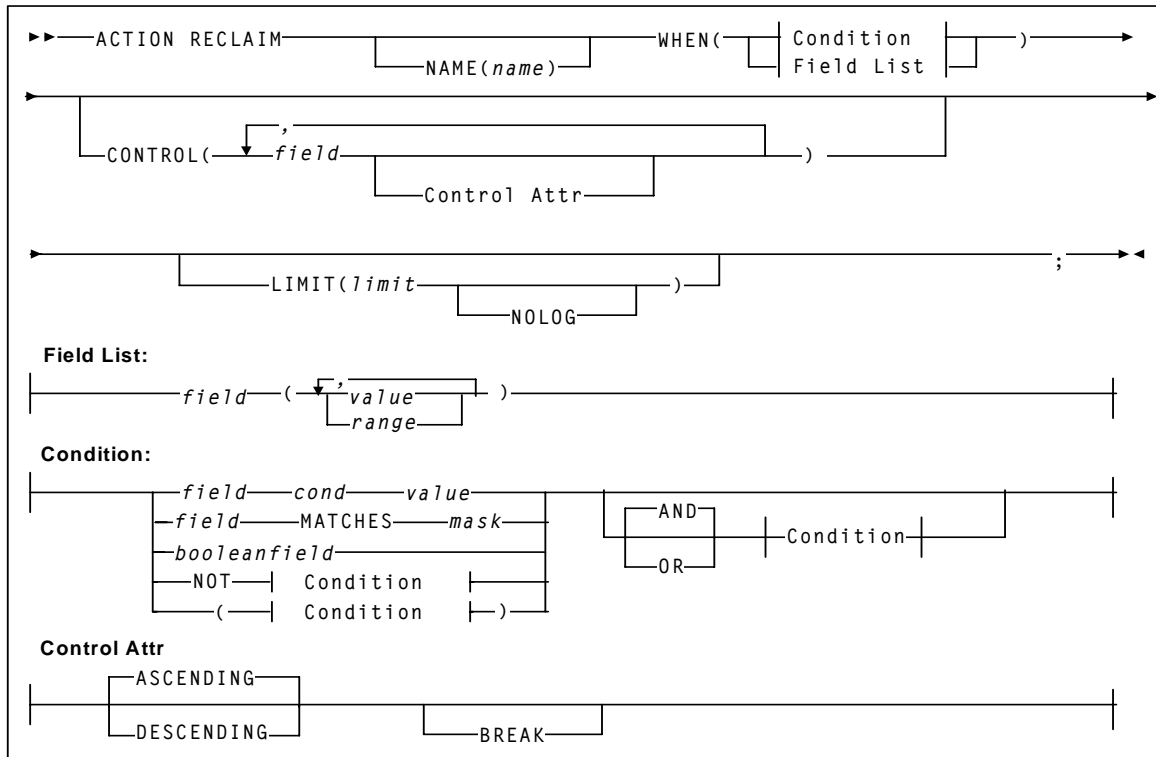 ACTION RECLAIM WHEN( Condition )
NAME(name) Field List
,
CONTROL( field )
Control Attr
LIMIT(limit ) ;
NOLOG
Field List:
,
field ( value )
range
Condition:
field cond value AND
field MATCHES mask Condition
booleanfield OR
NOT Condition
( Condition )
Control Attr
ASCENDING
DESCENDING BREAK